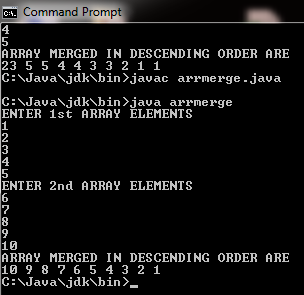 Command Prompt
4
5
ARRAY MERGED IN DESCENDING ORDER ARE
23 5 5 4 4 3 3 2 1 1
C:\Java\jdk\bin>javac arrmerge.java
C:\Java\jdk\bin>java arrmerge
ENTER 1st ARRAY ELEMENTS
1
2
3
4
5
ENTER 2nd ARRAY ELEMENTS
6
7
8
9
10
ARRAY MERGED IN DESCENDING ORDER ARE
10 9 8 7 6 5 4 3 2 1
C:\Java\jdk\bin>_